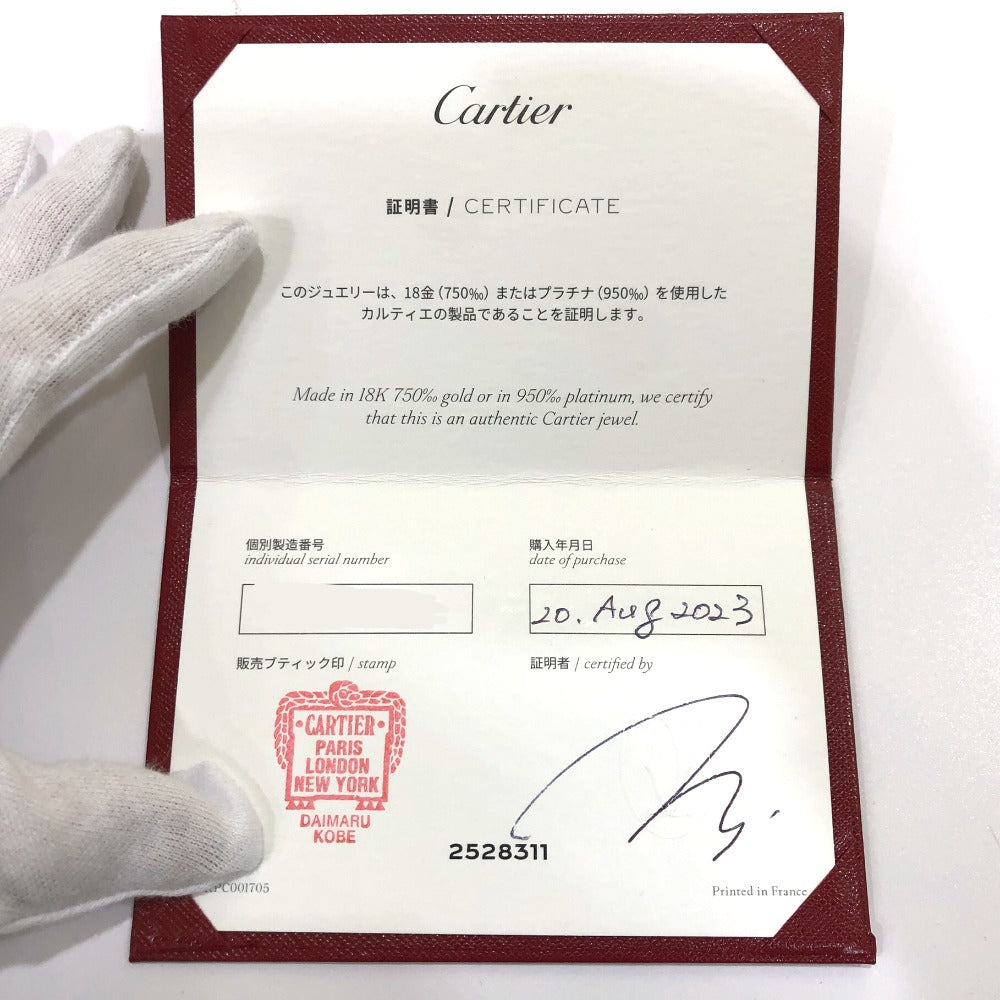 Cartier
証明書 / CERTIFICATE
このジュエリーは、18金（750‰）またはプラチナ（950‰）を使用した
カルティエの製品であることを証明します。
Made in 18K 750‰ gold or in 950‰ platinum, we certify
that this is an authentic Cartier jewel.
個別製造番号
individual serial number
購入年月日
date of purchase
20. Aug 2023
販売ブティック印 / stamp
証明者 / certified by
CARTIER
PARIS
LONDON
NEW YORK
DAIMARU
KOBE
2528311
Printed in France